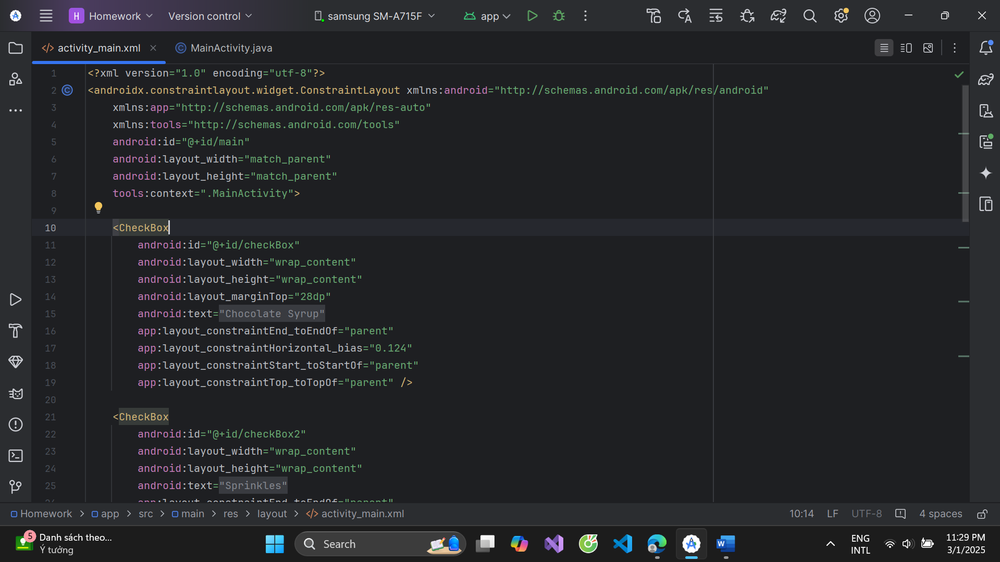 H Homework Version control samsung SM-A715F app
activity_main.xml MainActivity.java
1 <?xml version="1.0" encoding="utf-8"?>
2 <androidx.constraintlayout.widget.ConstraintLayout xmlns:android="http://schemas.android.com/apk/res/android"
3 xmlns:app="http://schemas.android.com/apk/res-auto"
4 xmlns:tools="http://schemas.android.com/tools"
5 android:id="@+id/main"
6 android:layout_width="match_parent"
7 android:layout_height="match_parent"
8 tools:context=".MainActivity">
9
10 <CheckBox
11 android:id="@+id/checkBox"
12 android:layout_width="wrap_content"
13 android:layout_height="wrap_content"
14 android:layout_marginTop="28dp"
15 android:text="Chocolate Syrup"
16 app:layout_constraintEnd_toEndOf="parent"
17 app:layout_constraintHorizontal_bias="0.124"
18 app:layout_constraintStart_toStartOf="parent"
19 app:layout_constraintTop_toTopOf="parent" />
20
21 <CheckBox
22 android:id="@+id/checkBox2"
23 android:layout_width="wrap_content"
24 android:layout_height="wrap_content"
25 android:text="Sprinkles"
26 app:layout_constraintEnd_toEndOf="parent"
Homework > app > src > main > res > layout > activity_main.xml 10:14 LF UTF-8 4 spaces
5 Danh sách theo...
Ý tưởng
Search
ENG
INTL
11:29 PM
3/1/2025